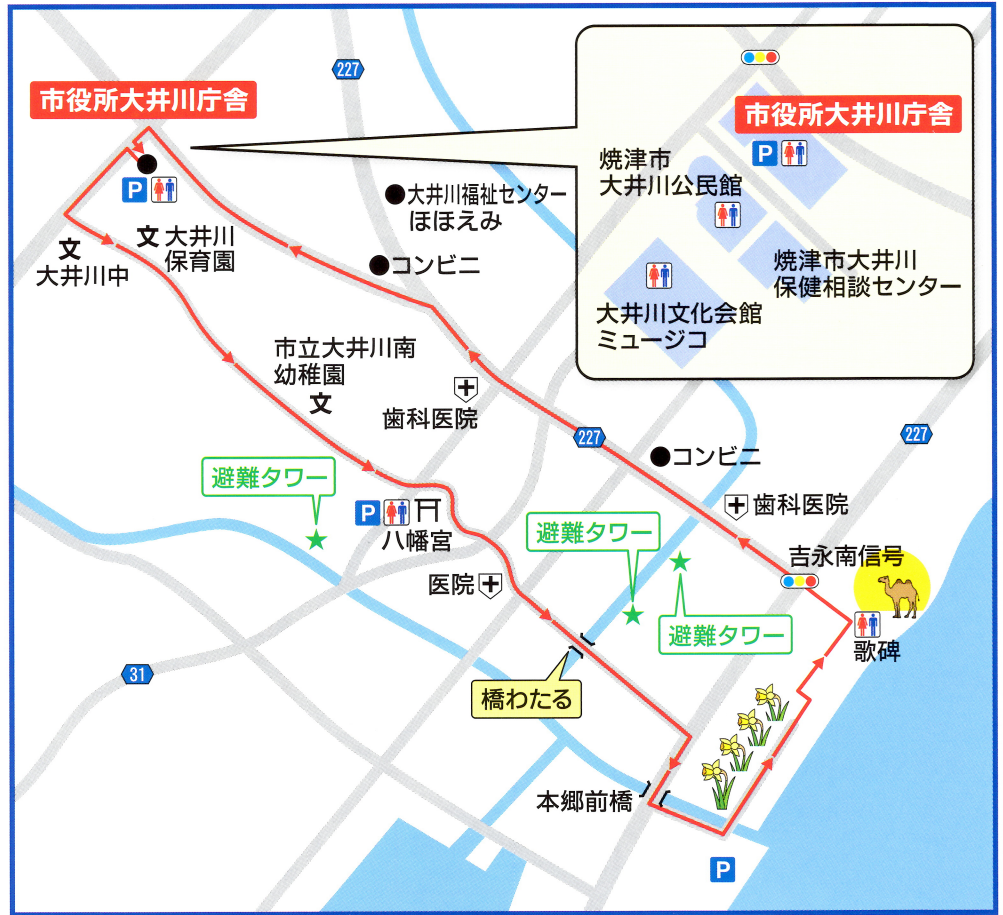 227
市役所大井川庁舎
市役所大井川庁舎
P
焼津市
大井川公民館
P
大井川福祉センター
ほほえみ
文
大井川中
文
大井川
保育園
コンビニ
焼津市大井川
保健相談センター
大井川文化会館
ミュージコ
市立大井川南
幼稚園
文
歯科医院
227
227
コンビニ
避難タワー
歯科医院
P
八幡宮
避難タワー
吉永南信号
医院
避難タワー
歌碑
31
橋わたる
本郷前橋
P